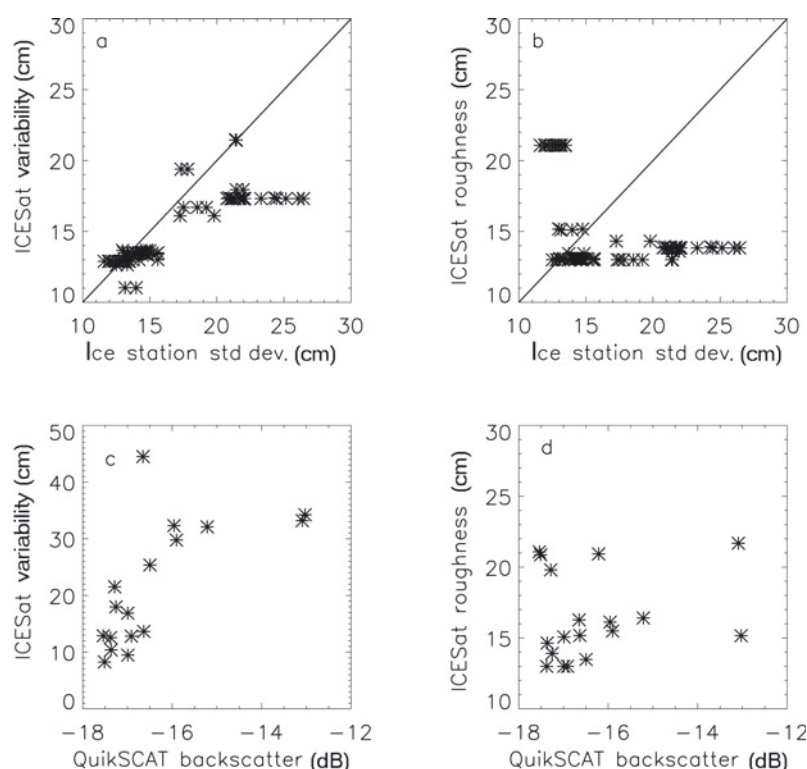 a
ICESat variability (cm)
30
25
20
15
10
10 15 20 25 30
Ice station std dev. (cm)
b
ICESat roughness (cm)
30
25
20
15
10
10 15 20 25 30
Ice station std dev. (cm)
c
ICESat variability (cm)
50
40
30
20
10
0
−18 −16 −14 −12
QuikSCAT backscatter (dB)
d
ICESat roughness (cm)
30
25
20
15
10
−18 −16 −14 −12
QuikSCAT backscatter (dB)